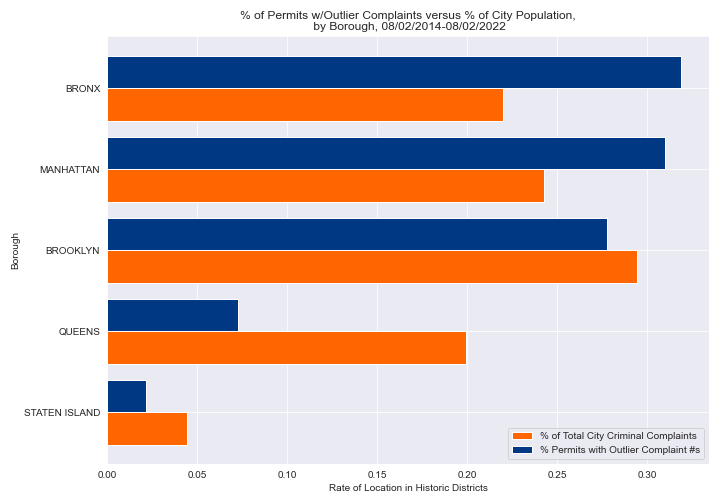 % of Permits w/Outlier Complaints versus % of City Population,
by Borough, 08/02/2014-08/02/2022
BRONX
MANHATTAN
BROOKLYN
QUEENS
STATEN ISLAND
Borough
% of Total City Criminal Complaints
% Permits with Outlier Complaint #s
0.00 0.05 0.10 0.15 0.20 0.25 0.30
Rate of Location in Historic Districts